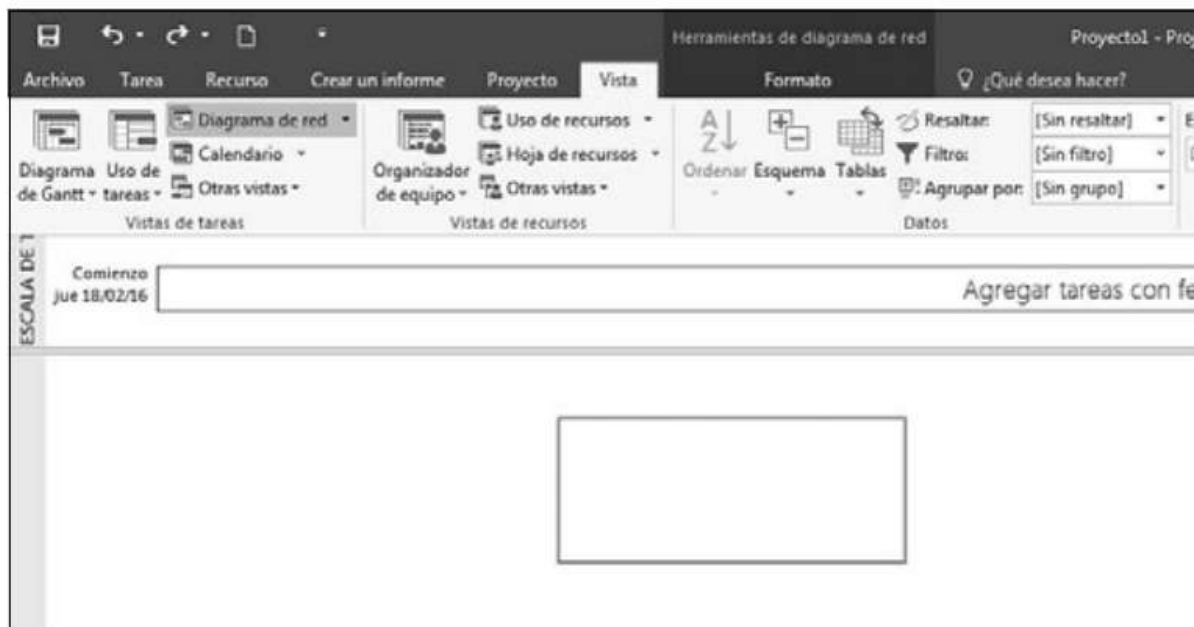 Herramientas de diagrama de red
Proyecto1 -
Archivo Tarea Recurso Crear un informe Proyecto Vista Formato ¿Qué desea hacer?
Diagrama de Gantt
Uso de tareas
Diagrama de red
Calendario
Otras vistas
Vistas de tareas
Organizador de equipo
Uso de recursos
Hoja de recursos
Otras vistas
Vistas de recursos
A
Z
Ordenar
Esquema
Tablas
Resaltar: [Sin resaltar]
Filtro: [Sin filtro]
Agrupar por: [Sin grupo]
Datos
ESCALA DE
Comienzo
jue 18/02/16
Agregar tareas con